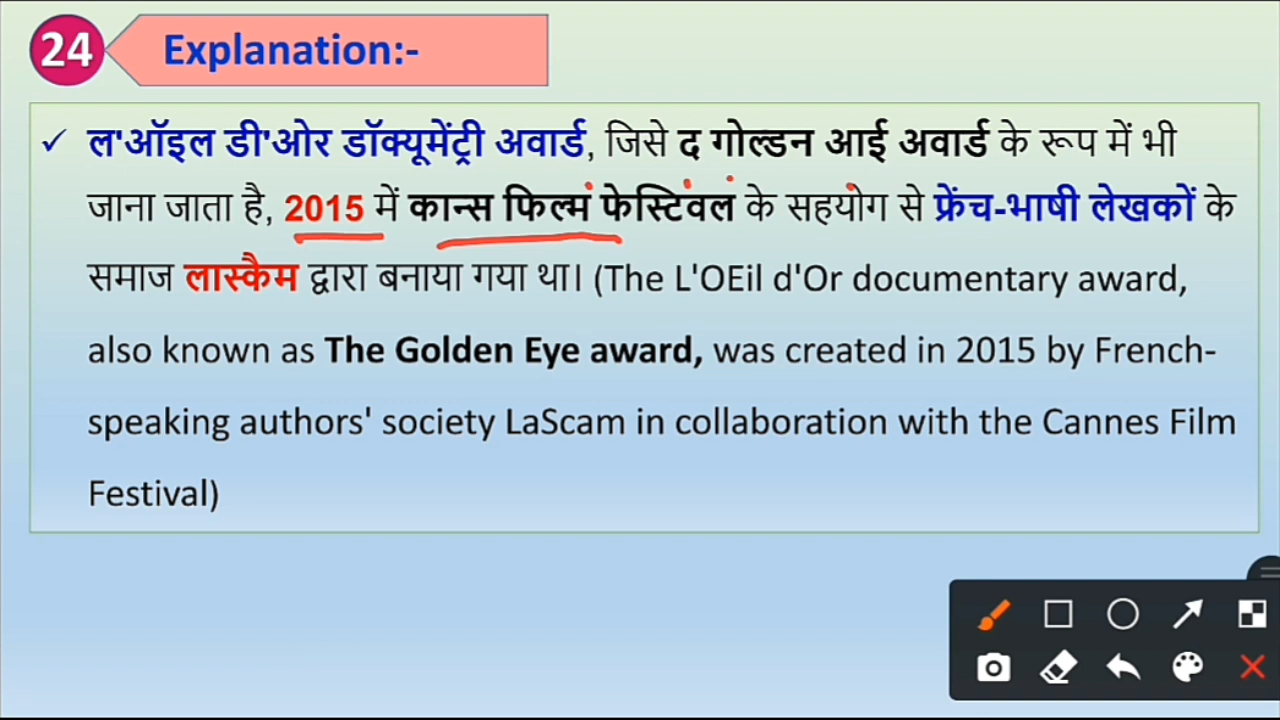 24 Explanation:-
✓ ल'ऑइल डी'ओर डॉक्यूमेंट्री अवार्ड, जिसे द गोल्डन आई अवार्ड के रूप में भी
जाना जाता है, 2015 में कान्स फिल्म फेस्टिवल के सहयोग से फ्रेंच-भाषी लेखकों के
समाज लास्कैम द्वारा बनाया गया था। (The L'OEil d'Or documentary award,
also known as The Golden Eye award, was created in 2015 by French-
speaking authors' society LaScam in collaboration with the Cannes Film
Festival)